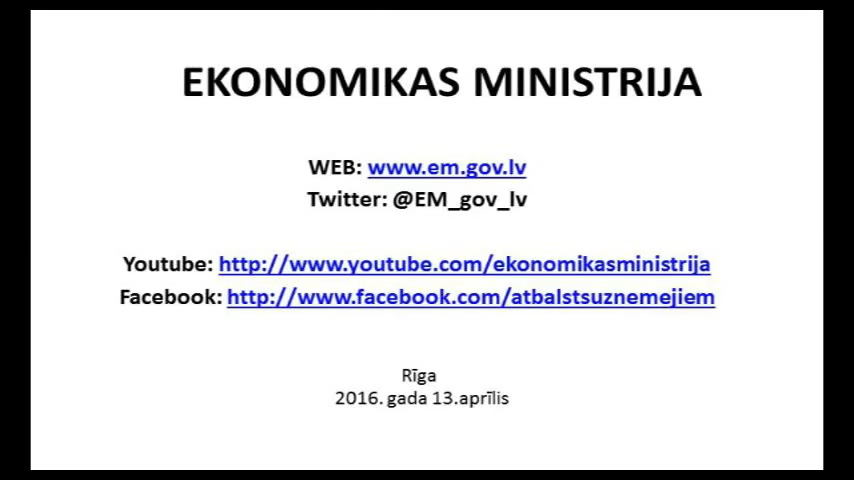 EKONOMIKAS MINISTRIJA
WEB: www.em.gov.lv
Twitter: @EM_gov_lv
Youtube: http://www.youtube.com/ekonomikasministrija
Facebook: http://www.facebook.com/atbalstsuznemejiem
Rīga
2016. gada 13.aprīlis